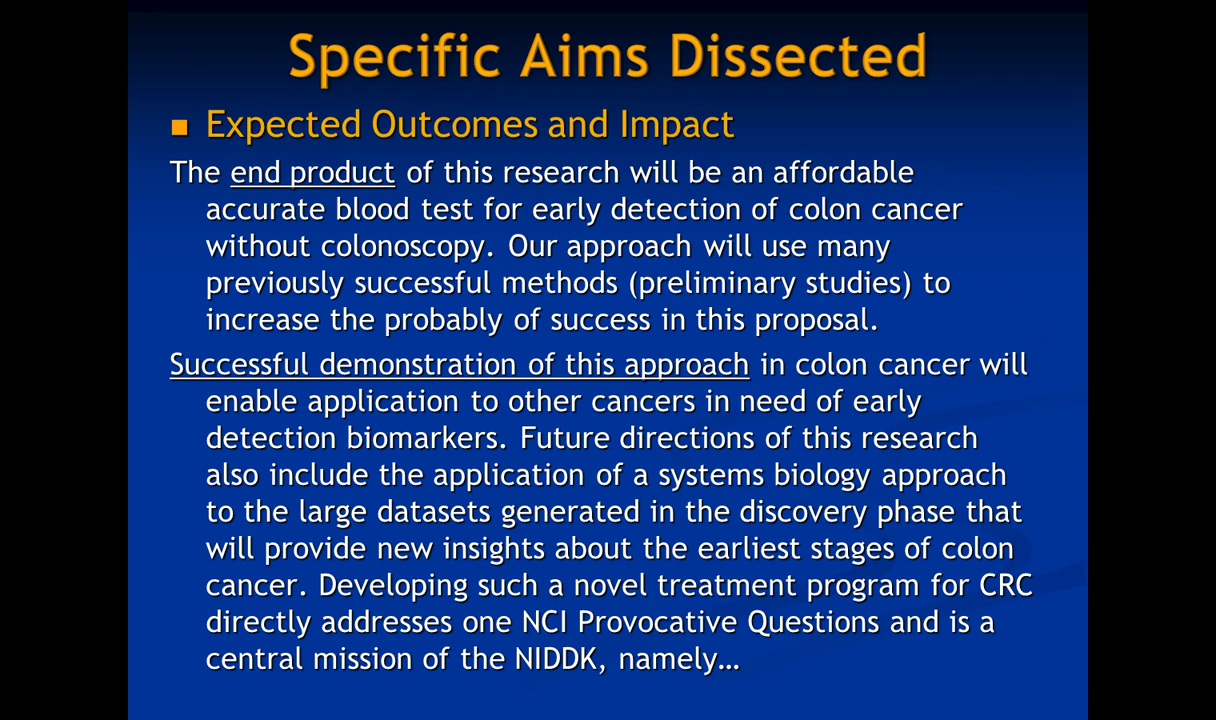 Specific Aims Dissected
Expected Outcomes and Impact
The end product of this research will be an affordable
accurate blood test for early detection of colon cancer
without colonoscopy. Our approach will use many
previously successful methods (preliminary studies) to
increase the probably of success in this proposal.
Successful demonstration of this approach in colon cancer will
enable application to other cancers in need of early
detection biomarkers. Future directions of this research
also include the application of a systems biology approach
to the large datasets generated in the discovery phase that
will provide new insights about the earliest stages of colon
cancer. Developing such a novel treatment program for CRC
directly addresses one NCI Provocative Questions and is a
central mission of the NIDDK, namely…